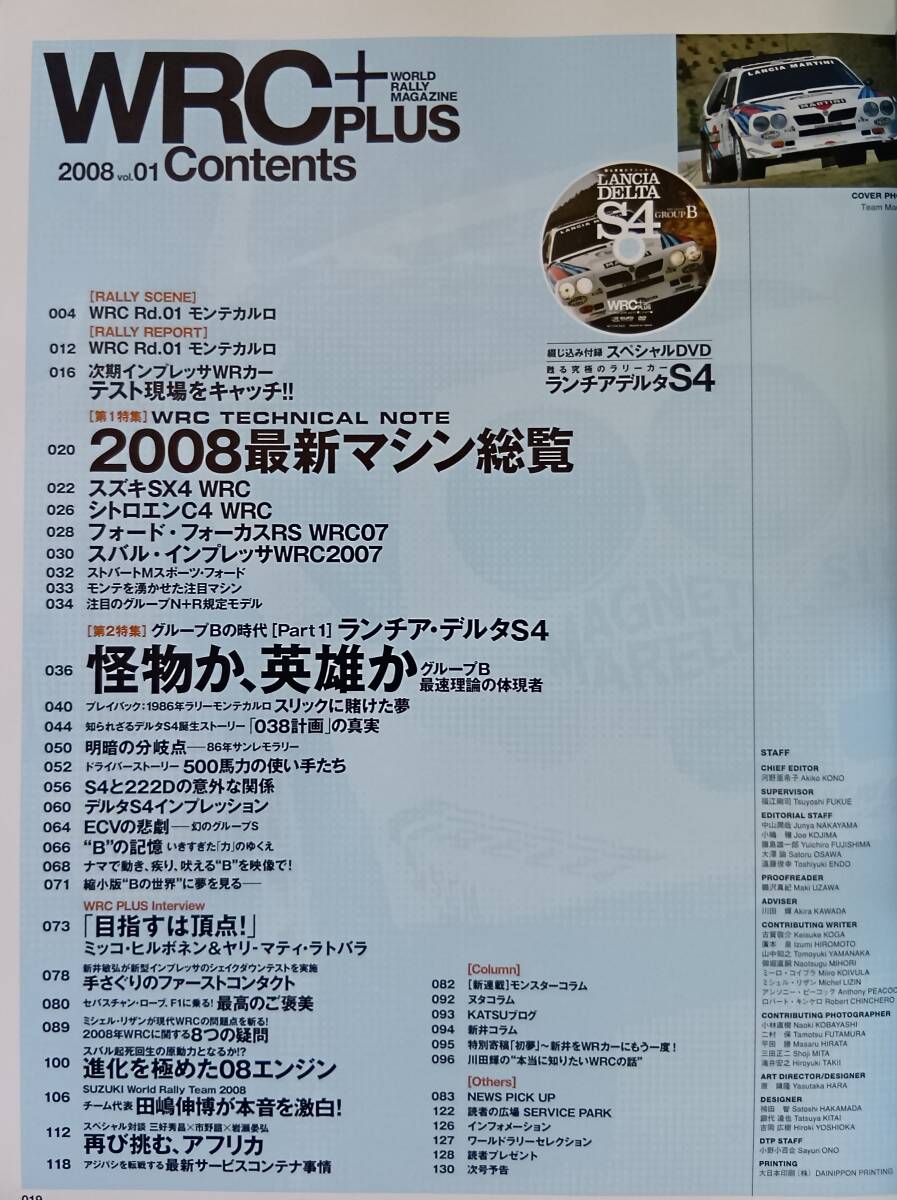 WRC+PLUS
WORLD
RALLY
MAGAZINE
2008 vol.01 Contents
LANCIA MARTINI
MARTINI
COVER PHO
Team Ma
LANCIA
DELTA
S4
GROUP B
WRC PLUS
綴じ込み付録 スペシャルDVD
甦る究極のラリーカー
ランチアデルタS4
[RALLY SCENE]
004 WRC Rd.01 モンテカルロ
[RALLY REPORT]
012 WRC Rd.01 モンテカルロ
016 次期インプレッサWRカー
テスト現場をキャッチ!!
[第1特集] WRC TECHNICAL NOTE
020 2008最新マシン総覧
022 スズキSX4 WRC
026 シトロエンC4 WRC
028 フォード・フォーカスRS WRC07
030 スバル・インプレッサWRC2007
032 ストバートMスポーツ・フォード
033 モンテを湧かせた注目マシン
034 注目のグループN+R規定モデル
[第2特集] グループBの時代 [Part1] ランチア・デルタS4
036 怪物か、英雄か グループB
最速理論の体現者
040 プレイバック:1986年ラリーモンテカルロ スリックに賭けた夢
044 知られざるデルタS4誕生ストーリー 「038計画」の真実
050 明暗の分岐点──86年サンレモラリー
052 ドライバーストーリー 500馬力の使い手たち
056 S4と222Dの意外な関係
060 デルタS4インプレッション
064 ECVの悲劇──幻のグループS
066 “B”の記憶 いきすぎた「力」のゆくえ
068 ナマで動き、疾り、吠える“B”を映像で!
071 縮小版“Bの世界”に夢を見る──
WRC PLUS Interview
073 「目指すは頂点!」
ミッコ・ヒルボネン&ヤリ-マティ・ラトバラ
078 新井敏弘が新型インプレッサのシェイクダウンテストを実施
手さぐりのファーストコンタクト
080 セバスチャン・ローブ、F1に乗る! 最高のご褒美
089 ミシェル・リザンが現代WRCの問題点を斬る!
2008年WRCに関する8つの疑問
100 スバル起死回生の原動力となるか!?
進化を極めた08エンジン
106 SUZUKI World Rally Team 2008
チーム代表 田嶋伸博が本音を激白!
112 スペシャル対談 三好秀昌×市野諮×岩瀬晏弘
再び挑む、アフリカ
118 アジパシを転戦する最新サービスコンテナ事情
[Column]
082 [新連載]モンスターコラム
092 ヌタコラム
093 KATSUブログ
094 新井コラム
095 特別寄稿「初夢」~新井をWRカーにもう一度!
096 川田輝の“本当に知りたいWRCの話”
[Others]
083 NEWS PICK UP
122 読者の広場 SERVICE PARK
126 インフォメーション
127 ワールドラリーセレクション
128 読者プレゼント
130 次号予告
STAFF
CHIEF EDITOR
河野亜希子 Akiko KONO
SUPERVISOR
福江剛司 Tsuyoshi FUKUE
EDITORIAL STAFF
中山潤哉 Junya NAKAYAMA
小嶋 穣 Joe KOJIMA
藤島雄一郎 Yuichiro FUJISHIMA
大澤 論 Satoru OSAWA
遠藤俊幸 Toshiyuki ENDO
PROOFREADER
鵜沢真紀 Maki UZAWA
ADVISER
川田 輝 Akira KAWADA
CONTRIBUTING WRITER
古賀敬介 Keisuke KOGA
廣本 泉 Izumi HIROMOTO
山中知之 Tomoyuki YAMANAKA
御堀直嗣 Naotsugu MIHORI
ミーロ・コイブラ Miiro KOIVULA
ミシェル・リザン Michel LIZIN
アンソニー・ピーコック Anthony PEACOC
ロバート・キンケロ Robert CHINCHERO
CONTRIBUTING PHOTOGRAPHER
小林直樹 Naoki KOBAYASHI
二村 保 Tamotsu FUTAMURA
平田 勝 Masaru HIRATA
三田正二 Shoji MITA
滝井宏之 Hiroyuki TAKII
ART DIRECTOR/DESIGNER
原 靖隆 Yasutaka HARA
DESIGNER
袴田 智 Satoshi HAKAMADA
鍛代達也 Tatsuya KITAI
吉岡広樹 Hiroki YOSHIOKA
DTP STAFF
小野小百合 Sayuri ONO
PRINTING
大日本印刷(株) DAINIPPON PRINTING
019